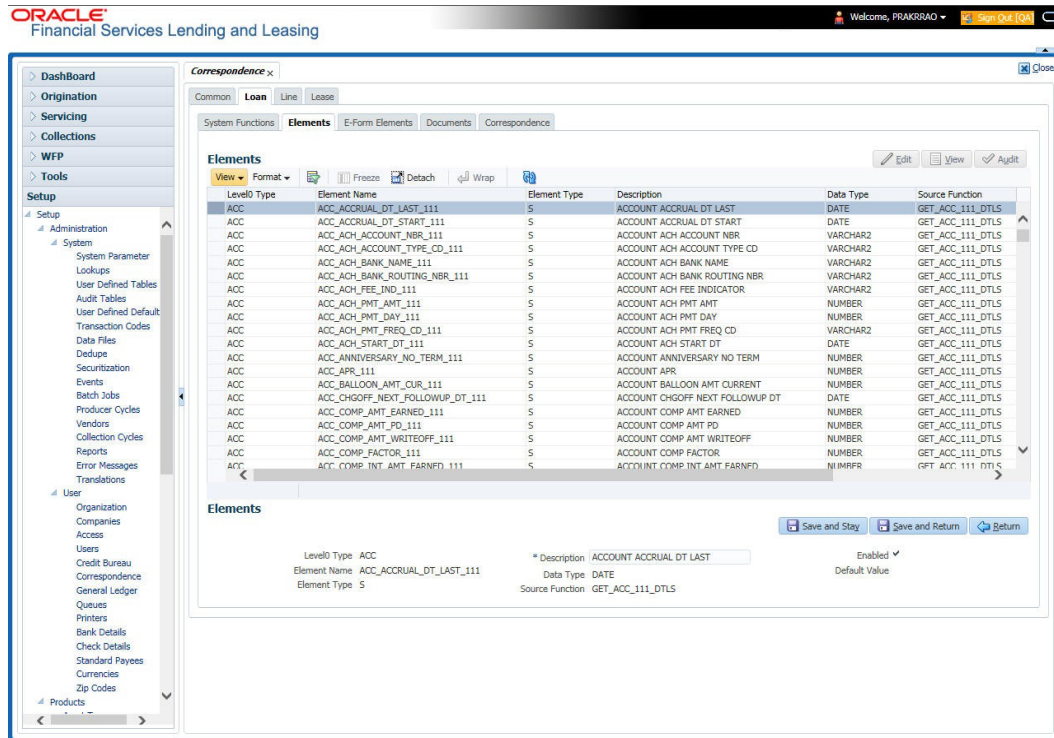 ORACLE
Financial Services Lending and Leasing
Welcome, PRAKRRAO
Sign Out [QA]
Close
DashBoard
Origination
Servicing
Collections
WFP
Tools
Setup
Setup
Administration
System
System Parameter
Lookups
User Defined Tables
Audit Tables
User Defined Default
Transaction Codes
Data Files
Dedupe
Securitization
Events
Batch Jobs
Producer Cycles
Vendors
Collection Cycles
Reports
Error Messages
Translations
User
Organization
Companies
Access
Users
Credit Bureau
Correspondence
General Ledger
Queues
Printers
Bank Details
Check Details
Standard Payees
Currencies
Zip Codes
Products
Correspondence
Common Loan Line Lease
System Functions Elements E-Form Elements Documents Correspondence
Elements
Edit View Audit
View Format Freeze Detach Wrap
Level0 Type Element Name Element Type Description Data Type Source Function
ACC ACC_ACCRUAL_DT_LAST_111 S ACCOUNT ACCRUAL DT LAST DATE GET_ACC_111_DTLS
ACC ACC_ACCRUAL_DT_START_111 S ACCOUNT ACCRUAL DT START DATE GET_ACC_111_DTLS
ACC ACC_ACH_ACCOUNT_NBR_111 S ACCOUNT ACH ACCOUNT NBR VARCHAR2 GET_ACC_111_DTLS
ACC ACC_ACH_ACCOUNT_TYPE_CD_111 S ACCOUNT ACH ACCOUNT TYPE CD VARCHAR2 GET_ACC_111_DTLS
ACC ACC_ACH_BANK_NAME_111 S ACCOUNT ACH BANK NAME VARCHAR2 GET_ACC_111_DTLS
ACC ACC_ACH_BANK_ROUTING_NBR_111 S ACCOUNT ACH BANK ROUTING NBR VARCHAR2 GET_ACC_111_DTLS
ACC ACC_ACH_FEE_IND_111 S ACCOUNT ACH FEE INDICATOR VARCHAR2 GET_ACC_111_DTLS
ACC ACC_ACH_PMT_AMT_111 S ACCOUNT ACH PMT AMT NUMBER GET_ACC_111_DTLS
ACC ACC_ACH_PMT_DAY_111 S ACCOUNT ACH PMT DAY NUMBER GET_ACC_111_DTLS
ACC ACC_ACH_PMT_FREQ_CD_111 S ACCOUNT ACH PMT FREQ CD VARCHAR2 GET_ACC_111_DTLS
ACC ACC_ACH_START_DT_111 S ACCOUNT ACH START DT DATE GET_ACC_111_DTLS
ACC ACC_ANNIVERSARY_NO_TERM_111 S ACCOUNT ANNIVERSARY NO TERM NUMBER GET_ACC_111_DTLS
ACC ACC_APR_111 S ACCOUNT APR NUMBER GET_ACC_111_DTLS
ACC ACC_BALLOON_AMT_CUR_111 S ACCOUNT BALLOON AMT CURRENT NUMBER GET_ACC_111_DTLS
ACC ACC_CHGOFF_NEXT_FOLLOWUP_DT_111 S ACCOUNT CHGOFF NEXT FOLLOWUP DT DATE GET_ACC_111_DTLS
ACC ACC_COMP_AMT_EARNED_111 S ACCOUNT COMP AMT EARNED NUMBER GET_ACC_111_DTLS
ACC ACC_COMP_AMT_PD_111 S ACCOUNT COMP AMT PD NUMBER GET_ACC_111_DTLS
ACC ACC_COMP_AMT_WRITEOFF_111 S ACCOUNT COMP AMT WRITEOFF NUMBER GET_ACC_111_DTLS
ACC ACC_COMP_FACTOR_111 S ACCOUNT COMP FACTOR NUMBER GET_ACC_111_DTLS
ACC ACC_COMP_INT_AMT_EARNED_111 S ACCOUNT COMP INT AMT EARNED NUMBER GET_ACC_111_DTLS
Elements
Save and Stay Save and Return Return
Level0 Type ACC
Element Name ACC_ACCRUAL_DT_LAST_111
Element Type S
* Description ACCOUNT ACCRUAL DT LAST
Data Type DATE
Source Function GET_ACC_111_DTLS
Enabled
Default Value